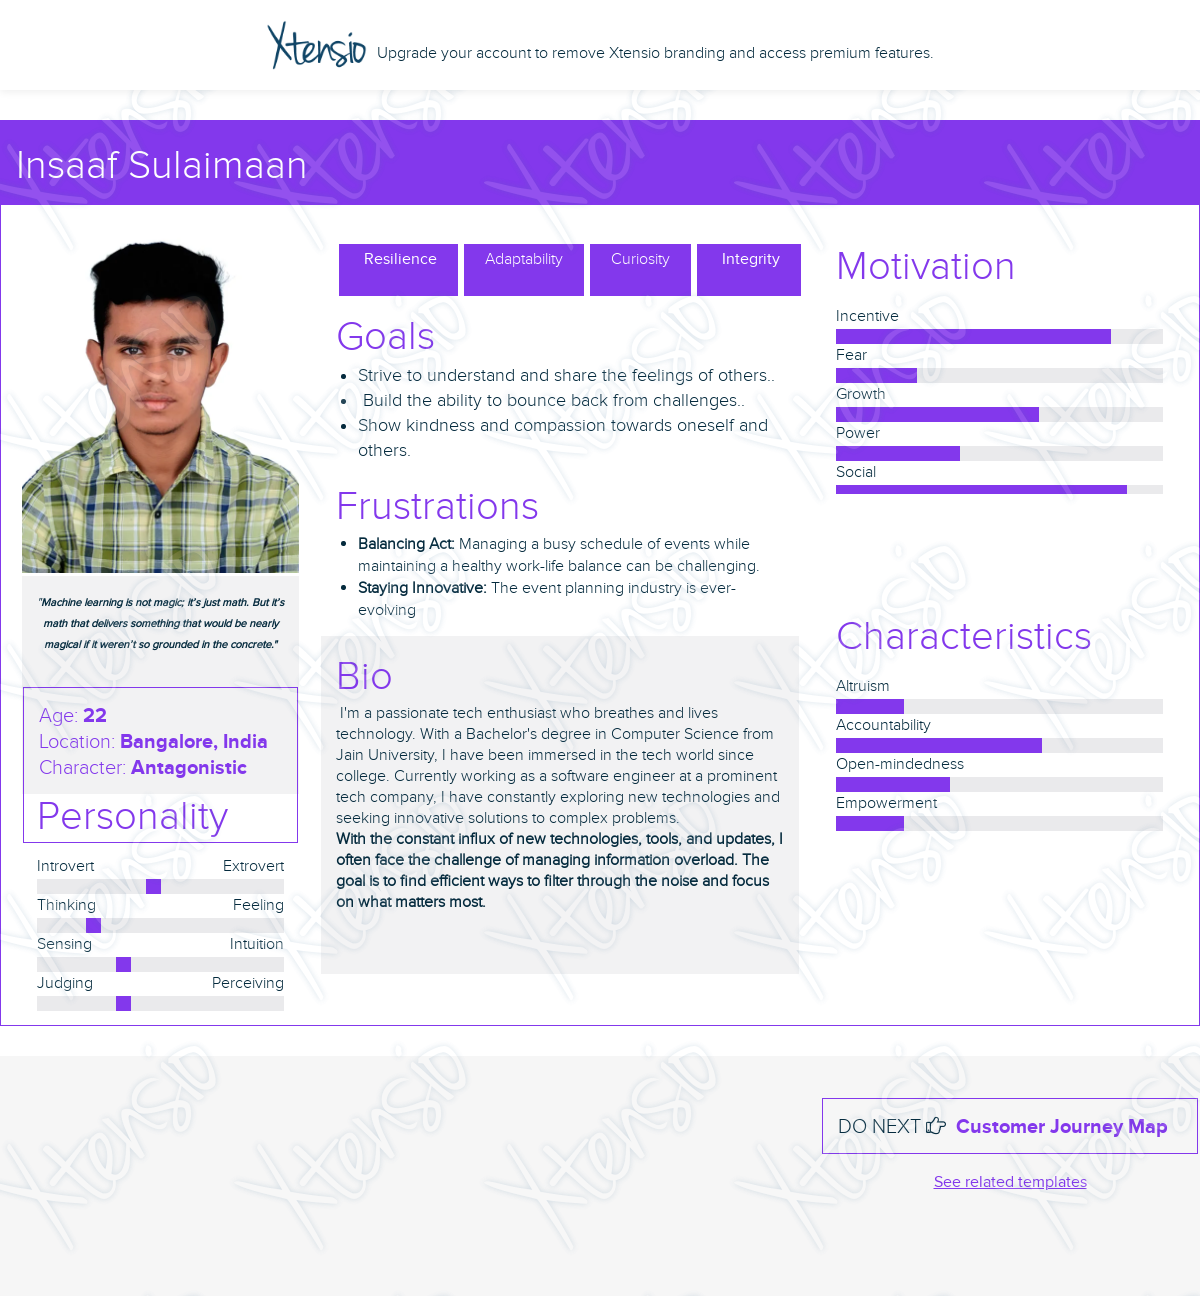 Xtensio Upgrade your account to remove Xtensio branding and access premium features.
Insaaf Sulaimaan
"Machine learning is not magic; it's just math. But it's
math that delivers something that would be nearly
magical if it weren't so grounded in the concrete."
Age: 22
Location: Bangalore, India
Character: Antagonistic
Personality
Introvert Extrovert
Thinking Feeling
Sensing Intuition
Judging Perceiving
Resilience Adaptability Curiosity Integrity
Goals
• Strive to understand and share the feelings of others..
• Build the ability to bounce back from challenges..
• Show kindness and compassion towards oneself and
others.
Frustrations
• Balancing Act: Managing a busy schedule of events while
maintaining a healthy work-life balance can be challenging.
• Staying Innovative: The event planning industry is ever-
evolving
Bio
I'm a passionate tech enthusiast who breathes and lives
technology. With a Bachelor's degree in Computer Science from
Jain University, I have been immersed in the tech world since
college. Currently working as a software engineer at a prominent
tech company, I have constantly exploring new technologies and
seeking innovative solutions to complex problems.
With the constant influx of new technologies, tools, and updates, I
often face the challenge of managing information overload. The
goal is to find efficient ways to filter through the noise and focus
on what matters most.
Motivation
Incentive
Fear
Growth
Power
Social
Characteristics
Altruism
Accountability
Open-mindedness
Empowerment
DO NEXT Customer Journey Map
See related templates